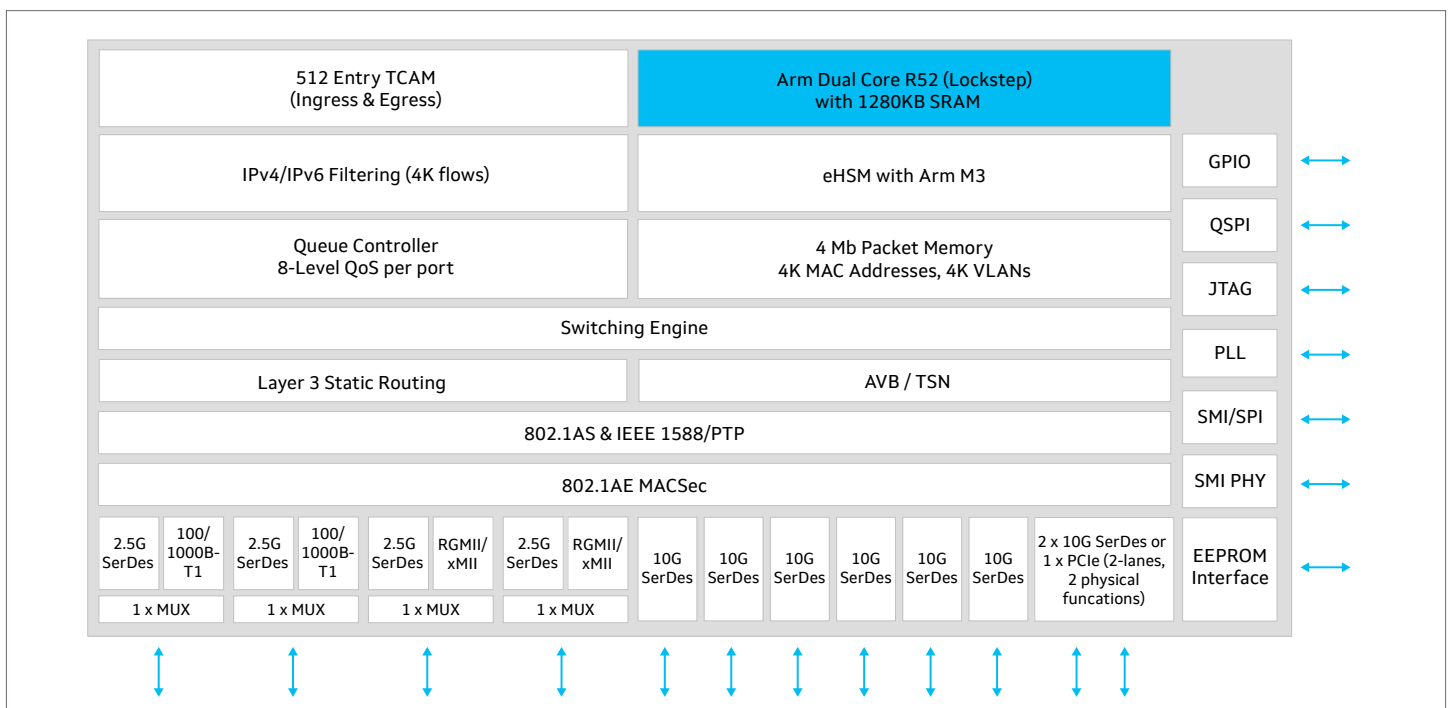 512 Entry TCAM
(Ingress & Egress)
Arm Dual Core R52 (Lockstep)
with 1280KB SRAM
IPv4/IPv6 Filtering (4K flows)
eHSM with Arm M3
GPIO
Queue Controller
8-Level QoS per port
4 Mb Packet Memory
4K MAC Addresses, 4K VLANs
QSPI
JTAG
Switching Engine
PLL
Layer 3 Static Routing
AVB / TSN
802.1AS & IEEE 1588/PTP
SMI/SPI
802.1AE MACSec
SMI PHY
2.5G
SerDes
100/
1000B-
T1
1 x MUX
2.5G
SerDes
100/
1000B-
T1
1 x MUX
2.5G
SerDes
RGMII/
xMII
1 x MUX
2.5G
SerDes
RGMII/
xMII
1 x MUX
10G
SerDes
10G
SerDes
10G
SerDes
10G
SerDes
10G
SerDes
10G
SerDes
2 x 10G SerDes or
1 x PCIe (2-lanes,
2 physical
funcations)
EEPROM
Interface